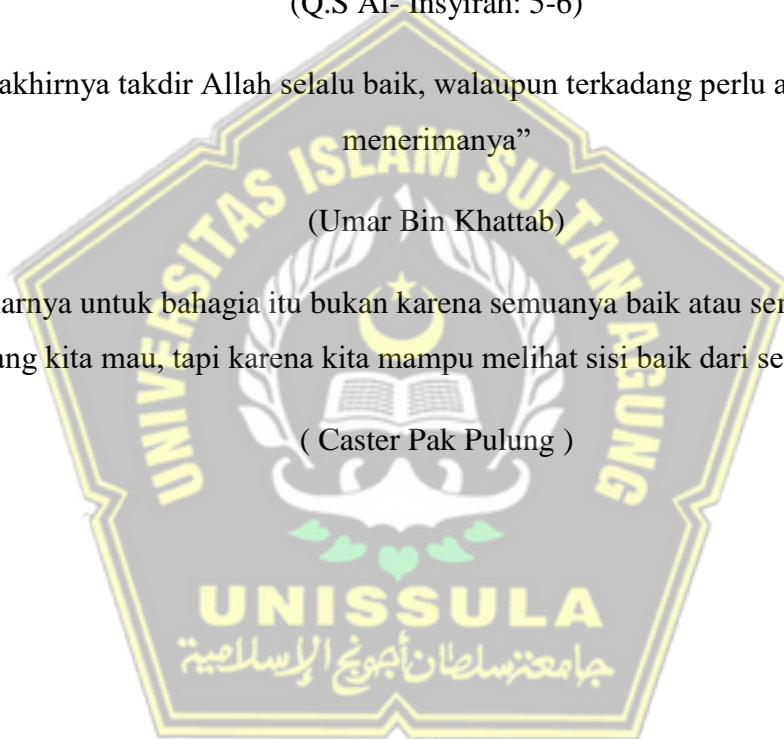 (Q.S Al- Insyirah: 5-6)
akhirnya takdir Allah selalu baik, walaupun terkadang perlu a
menerimanya”
(Umar Bin Khattab)
arnya untuk bahagia itu bukan karena semuanya baik atau se
ang kita mau, tapi karena kita mampu melihat sisi baik dari se
( Caster Pak Pulung )
UNIVERSITAS ISLAM SULTAN AGUNG
UNISSULA
جامعة سلطان أجونج الإسلامية